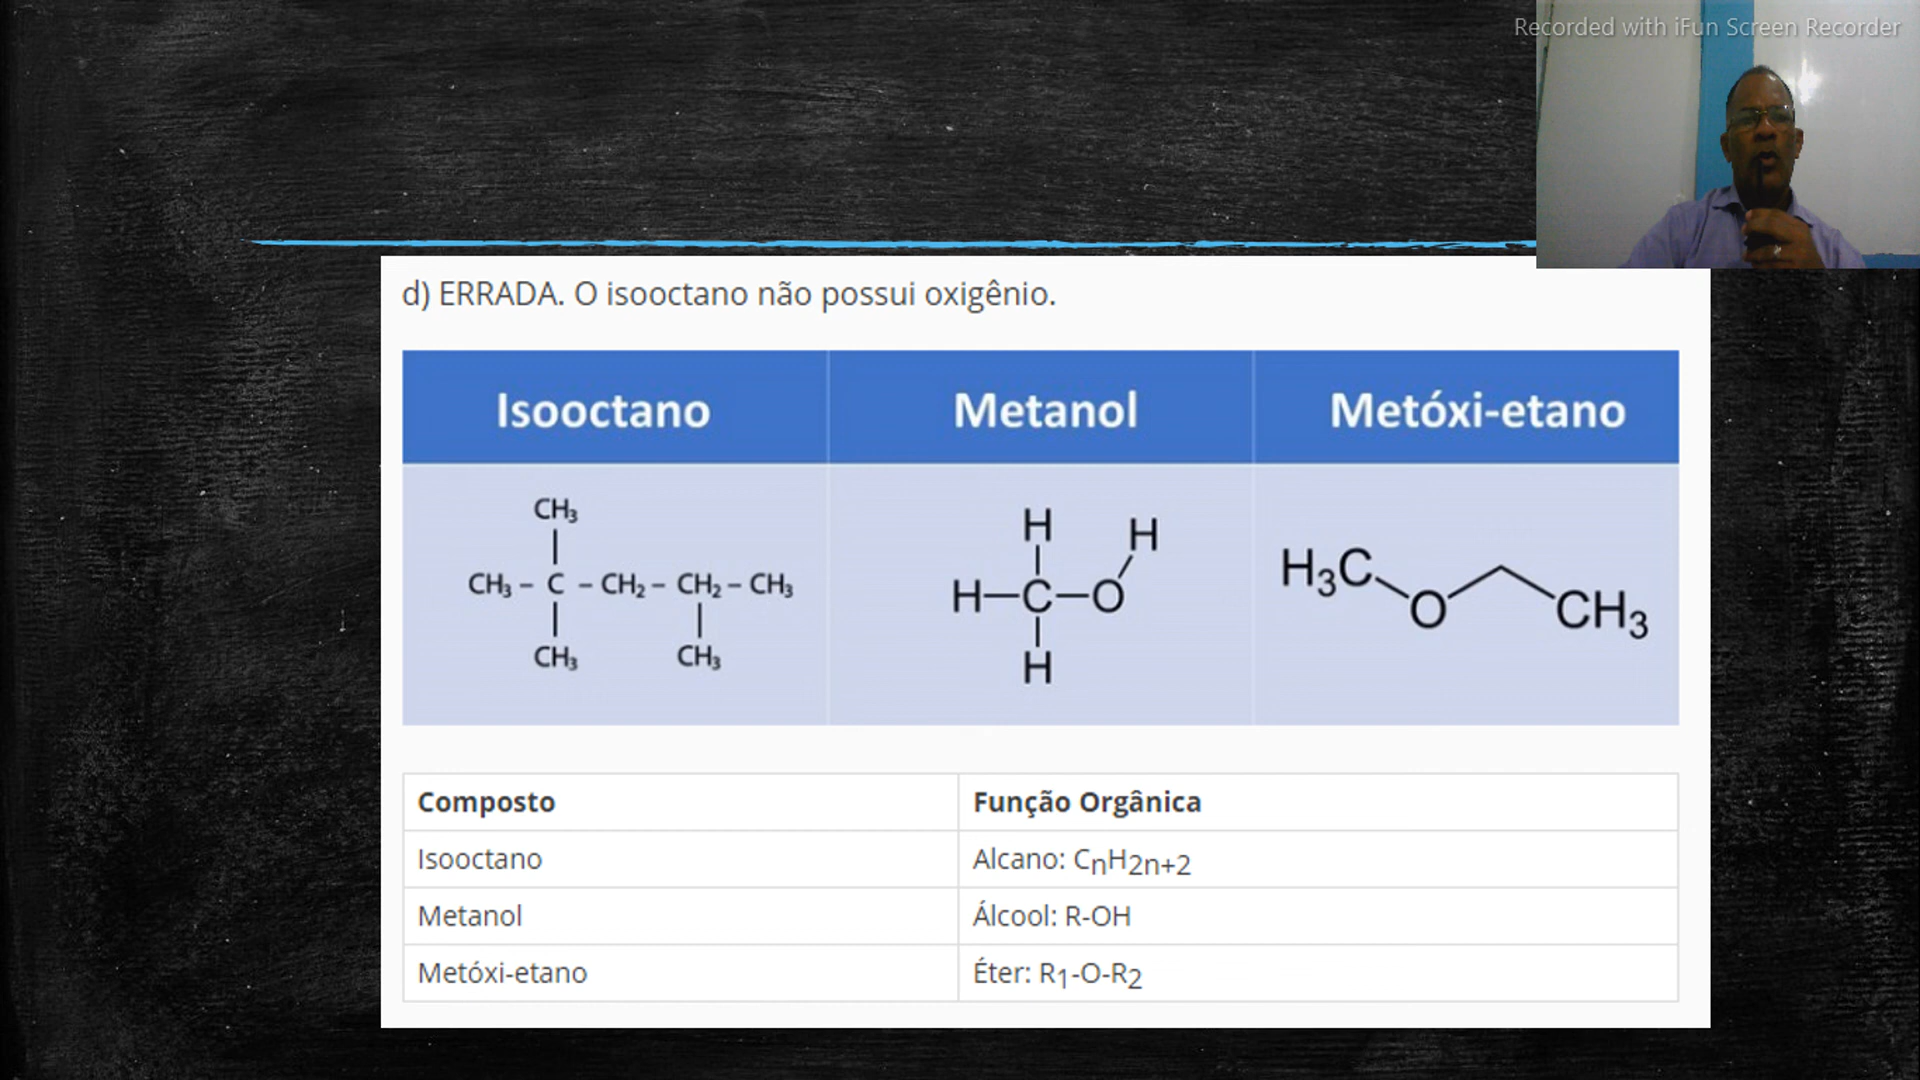 Recorded with iFun Screen Recorder
d) ERRADA. O isooctano não possui oxigênio.
Isooctano Metanol Metóxi-etano
CH₃
CH₃ – C – CH₂ – CH₂ – CH₃
CH₃ CH₃
H H
H–C–O
H
H₃C O CH₃
Composto Função Orgânica
Isooctano Alcano: CₙH₂ₙ₊₂
Metanol Álcool: R-OH
Metóxi-etano Éter: R₁-O-R₂